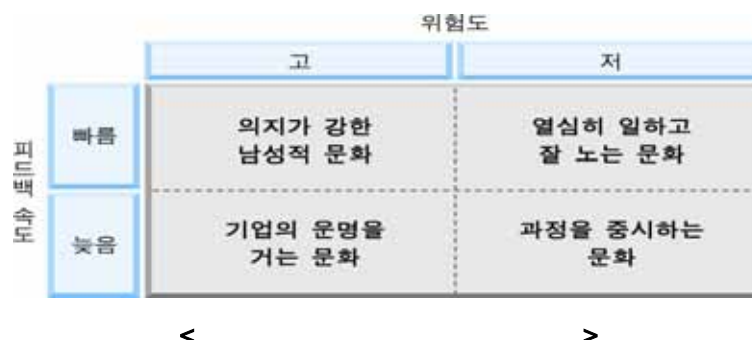 위험도
고
저
피드백 속도
빠름
의지가 강한
남성적 문화
열심히 일하고
잘 노는 문화
늦음
기업의 운명을
거는 문화
과정을 중시하는
문화
< >